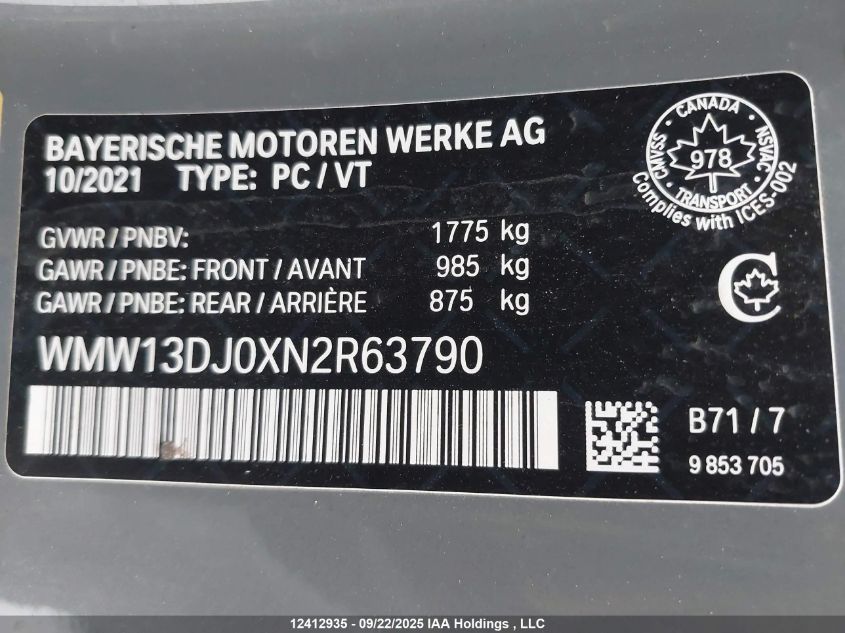 BAYERISCHE MOTOREN WERKE AG
10/2021 TYPE: PC / VT
GVWR / PNBV: 1775 kg
GAWR / PNBE: FRONT / AVANT 985 kg
GAWR / PNBE: REAR / ARRIÈRE 875 kg
WMW13DJ0XN2R63790
CANADA
CMVSS
NSVAC
978
TRANSPORT
Complies with ICES-002
C
B71 / 7
9 853 705
12412935 - 09/22/2025 IAA Holdings , LLC